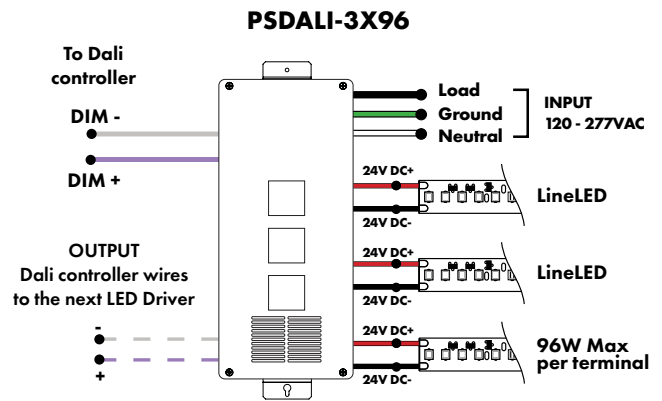 PSDALI-3X96
To Dali
controller
DIM -
DIM +
Load
Ground
Neutral
INPUT
120 - 277VAC
24V DC+
24V DC-
LineLED
24V DC+
24V DC-
LineLED
OUTPUT
Dali controller wires
to the next LED Driver
-
+
24V DC+
24V DC-
96W Max
per terminal